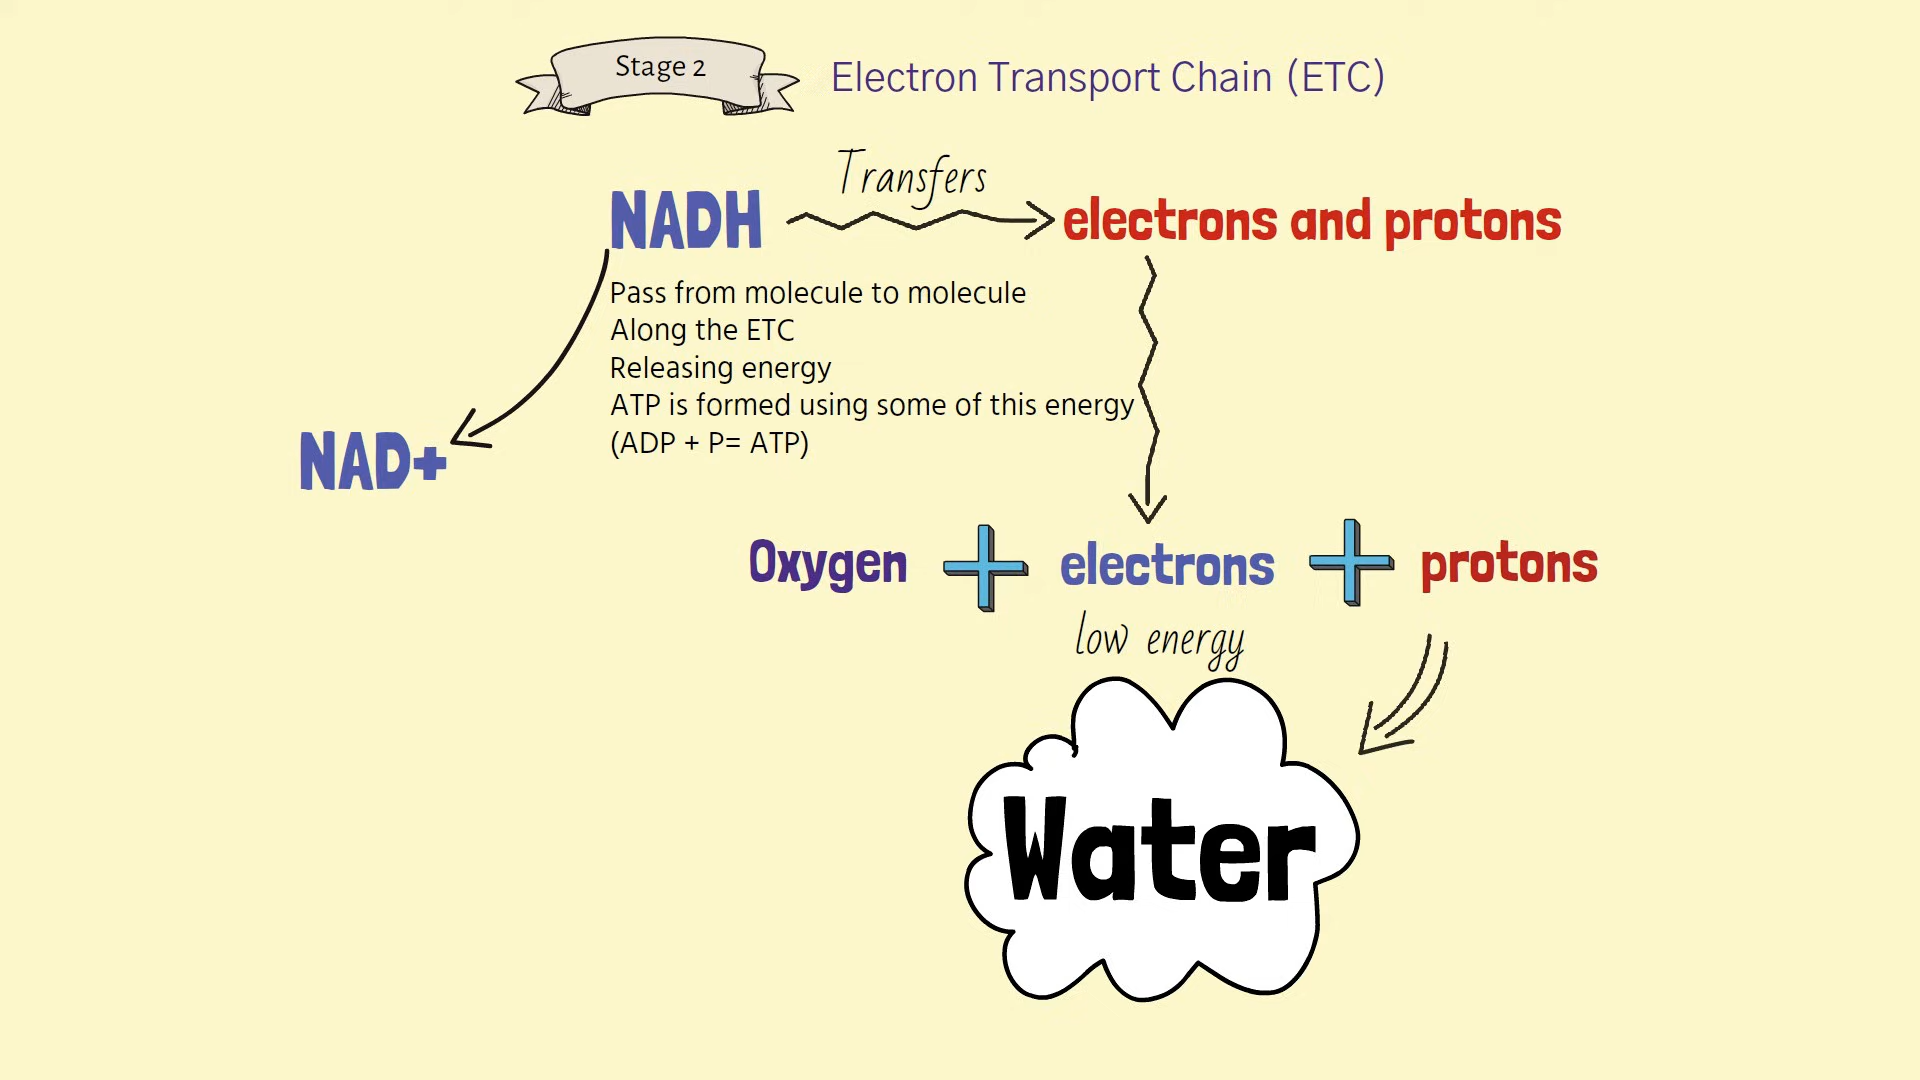 Stage 2
Electron Transport Chain (ETC)
Transfers
NADH
electrons and protons
Pass from molecule to molecule
Along the ETC
Releasing energy
ATP is formed using some of this energy
(ADP + P= ATP)
NAD+
Oxygen + electrons + protons
low energy
Water